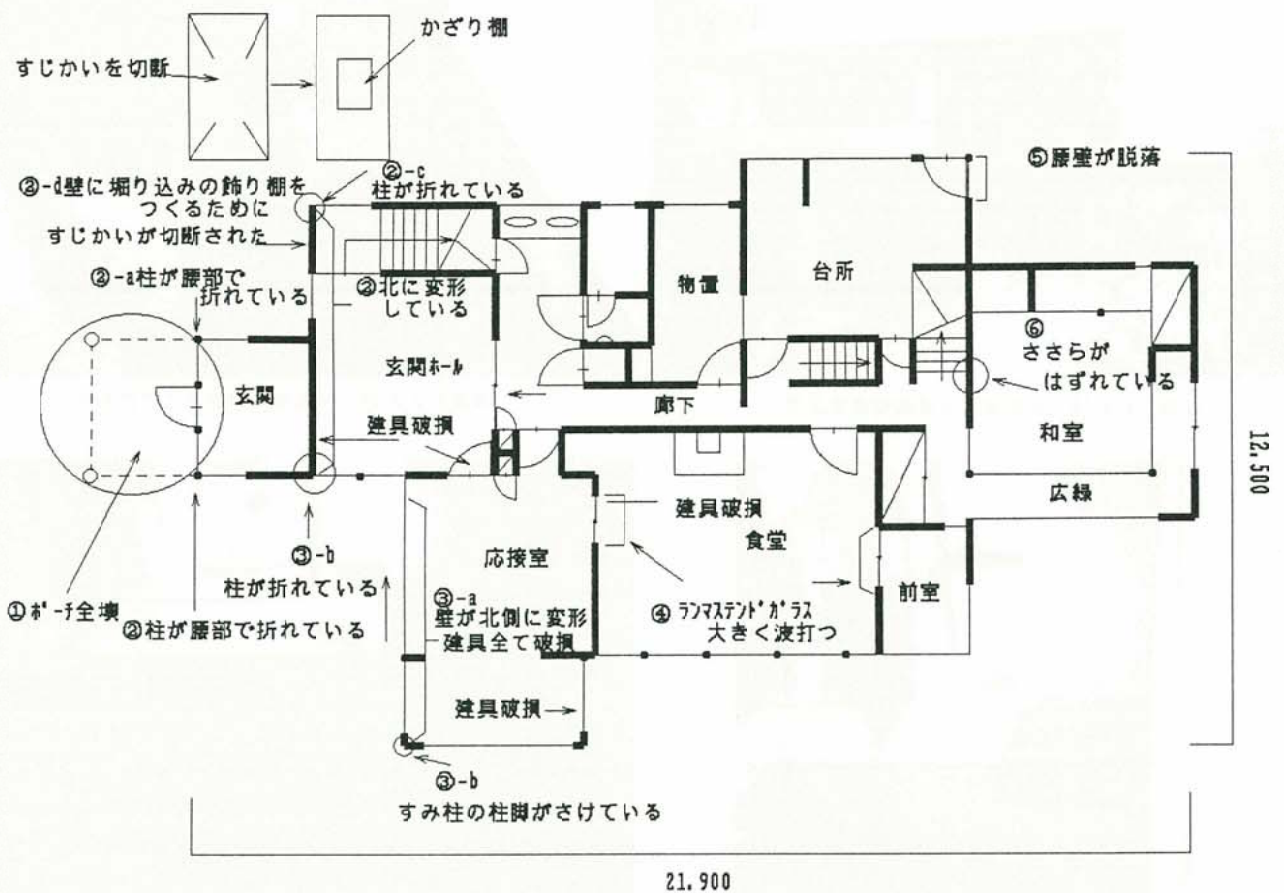 すじかいを切断
かざり棚
②-d壁に堀り込みの飾り棚を
つくるために
すじかいが切断された
②-c
柱が折れている
⑤腰壁が脱落
②-a柱が腰部で
折れている
②北に変形
している
物置
台所
⑥
ささらが
はずれている
玄関
玄関ホール
廊下
和室
建具破損
広縁
12.500
建具破損
食堂
応接室
前室
③-b
柱が折れている
③-a
壁が北側に変形
建具全て破損
④ランマステンドガラス
大きく波打つ
①ポーチ全壊
②柱が腰部で折れている
建具破損
③-b
すみ柱の柱脚がさけている
21.900